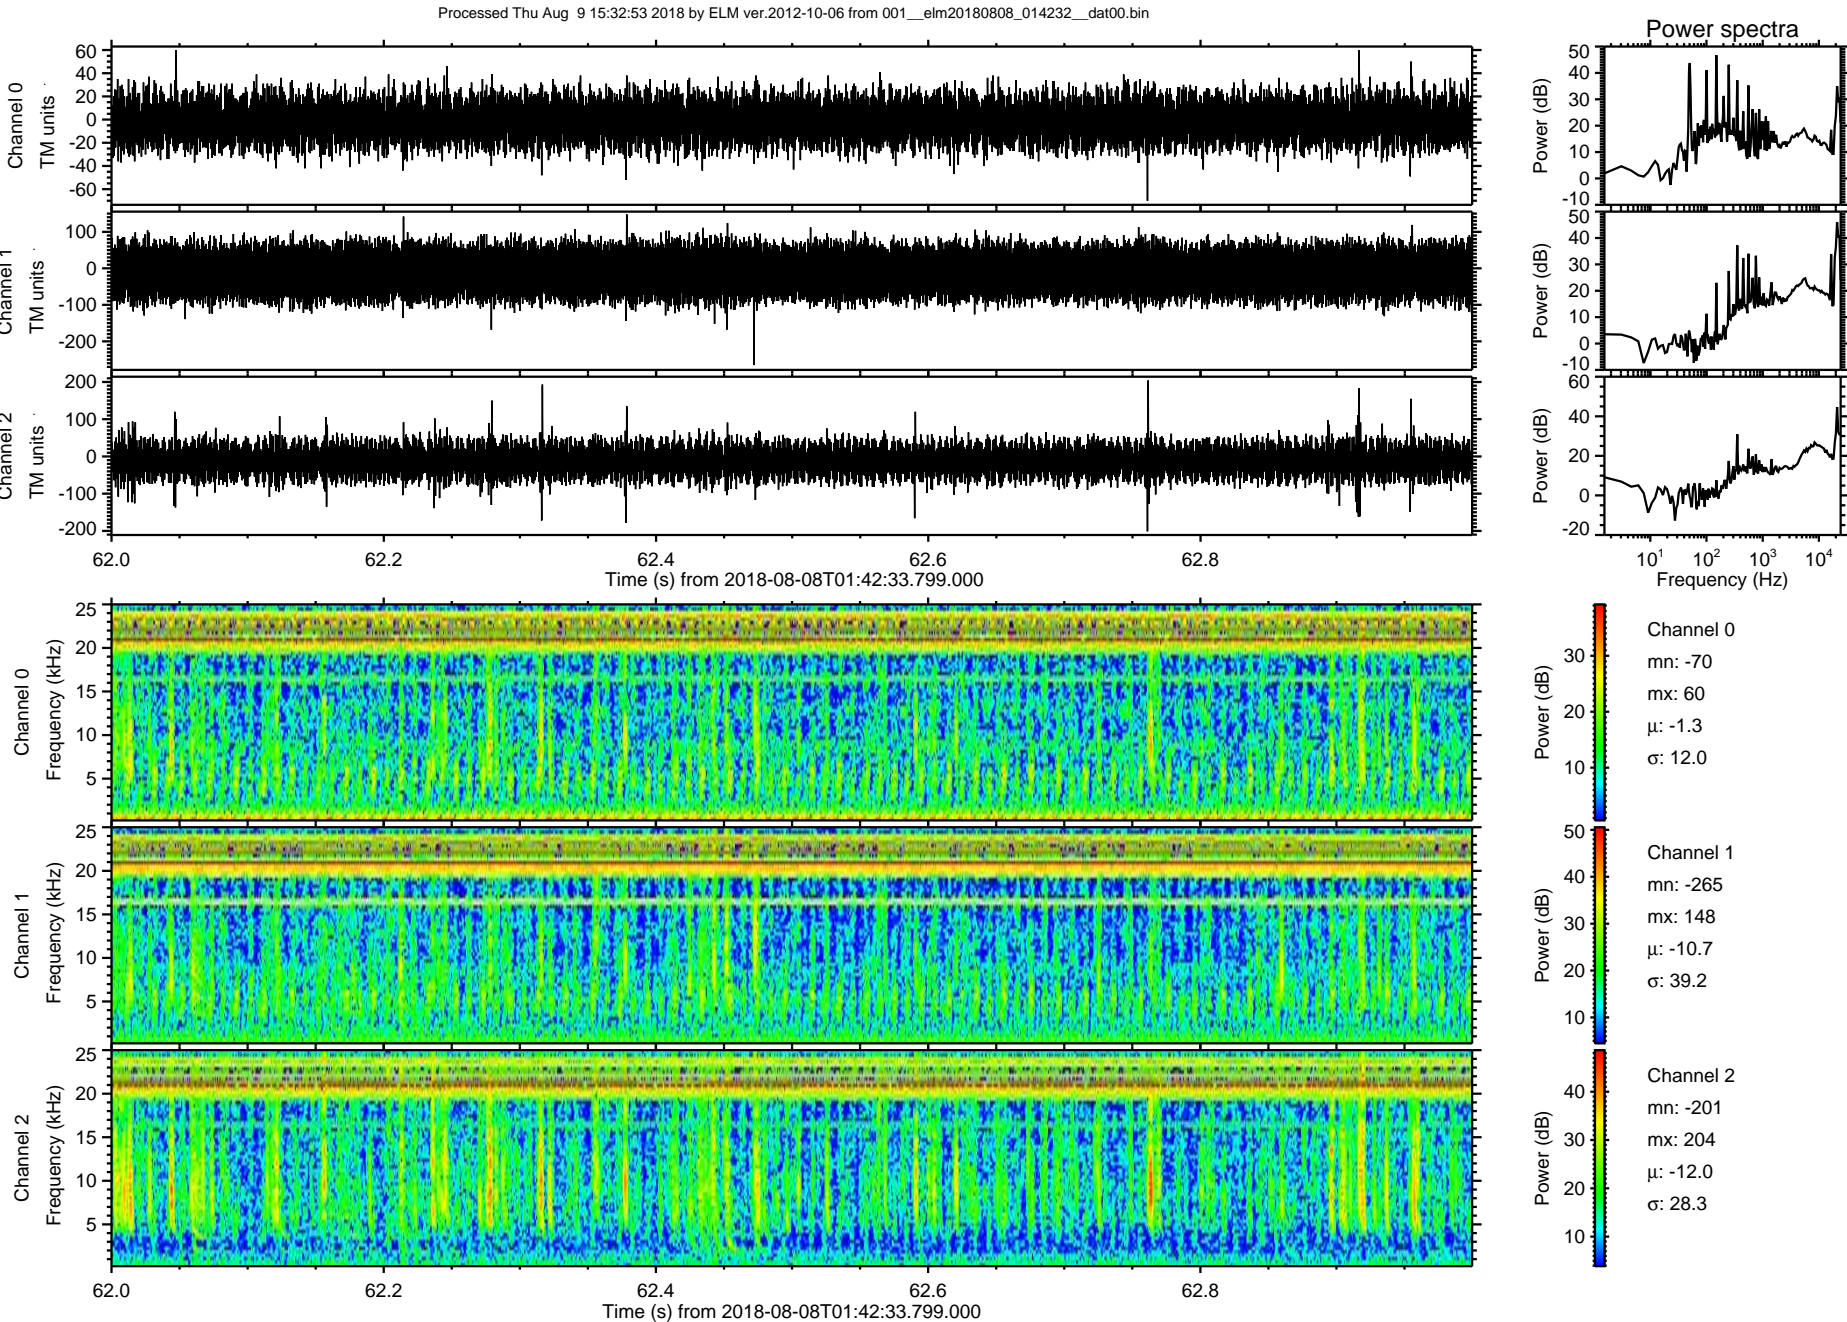 Processed Thu Aug  9 15:32:53 2018 by ELM ver.2012-10-06 from 001__elm20180808_014232__dat00.bin
Power spectra
Channel 0
TM units
60
40
20
0
-20
-40
-60
Power (dB)
50
40
30
20
10
0
-10
Channel 1
TM units
100
0
-100
-200
Power (dB)
50
40
30
20
10
0
-10
Channel 2
TM units
200
100
0
-100
-200
Power (dB)
60
40
20
0
-20
62.0 62.2 62.4 62.6 62.8
Time (s) from 2018-08-08T01:42:33.799.000
10¹ 10² 10³ 10⁴
Frequency (Hz)
Channel 0
Frequency (kHz)
25
20
15
10
5
Power (dB)
30
20
10
Channel 0
mn: -70
mx: 60
μ: -1.3
σ: 12.0
Channel 1
Frequency (kHz)
25
20
15
10
5
Power (dB)
50
40
30
20
10
Channel 1
mn: -265
mx: 148
μ: -10.7
σ: 39.2
Channel 2
Frequency (kHz)
25
20
15
10
5
Power (dB)
40
30
20
10
Channel 2
mn: -201
mx: 204
μ: -12.0
σ: 28.3
62.0 62.2 62.4 62.6 62.8
Time (s) from 2018-08-08T01:42:33.799.000